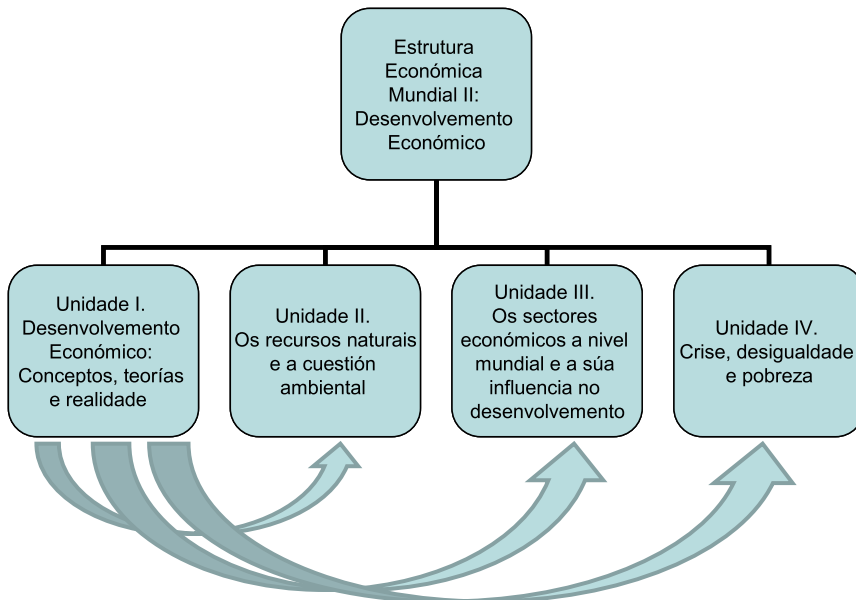 Estrutura
Económica
Mundial II:
Desenvolvemento
Económico
Unidade I.
Desenvolvemento
Económico:
Conceptos, teorías
e realidade
Unidade II.
Os recursos naturais
e a cuestión
ambiental
Unidade III.
Os sectores
económicos a nivel
mundial e a súa
influencia no
desenvolvemento
Unidade IV.
Crise, desigualdade
e pobreza